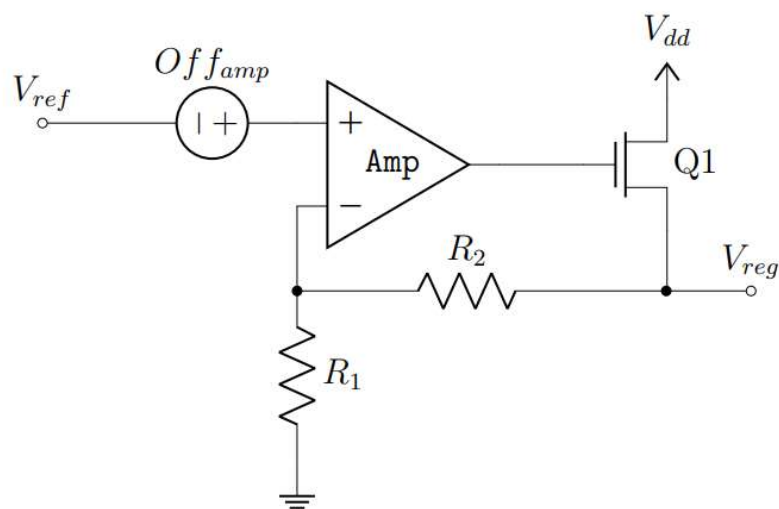 V_dd
Off_amp
V_ref
+
− +
Amp
Q1
−
R_2
V_reg
R_1